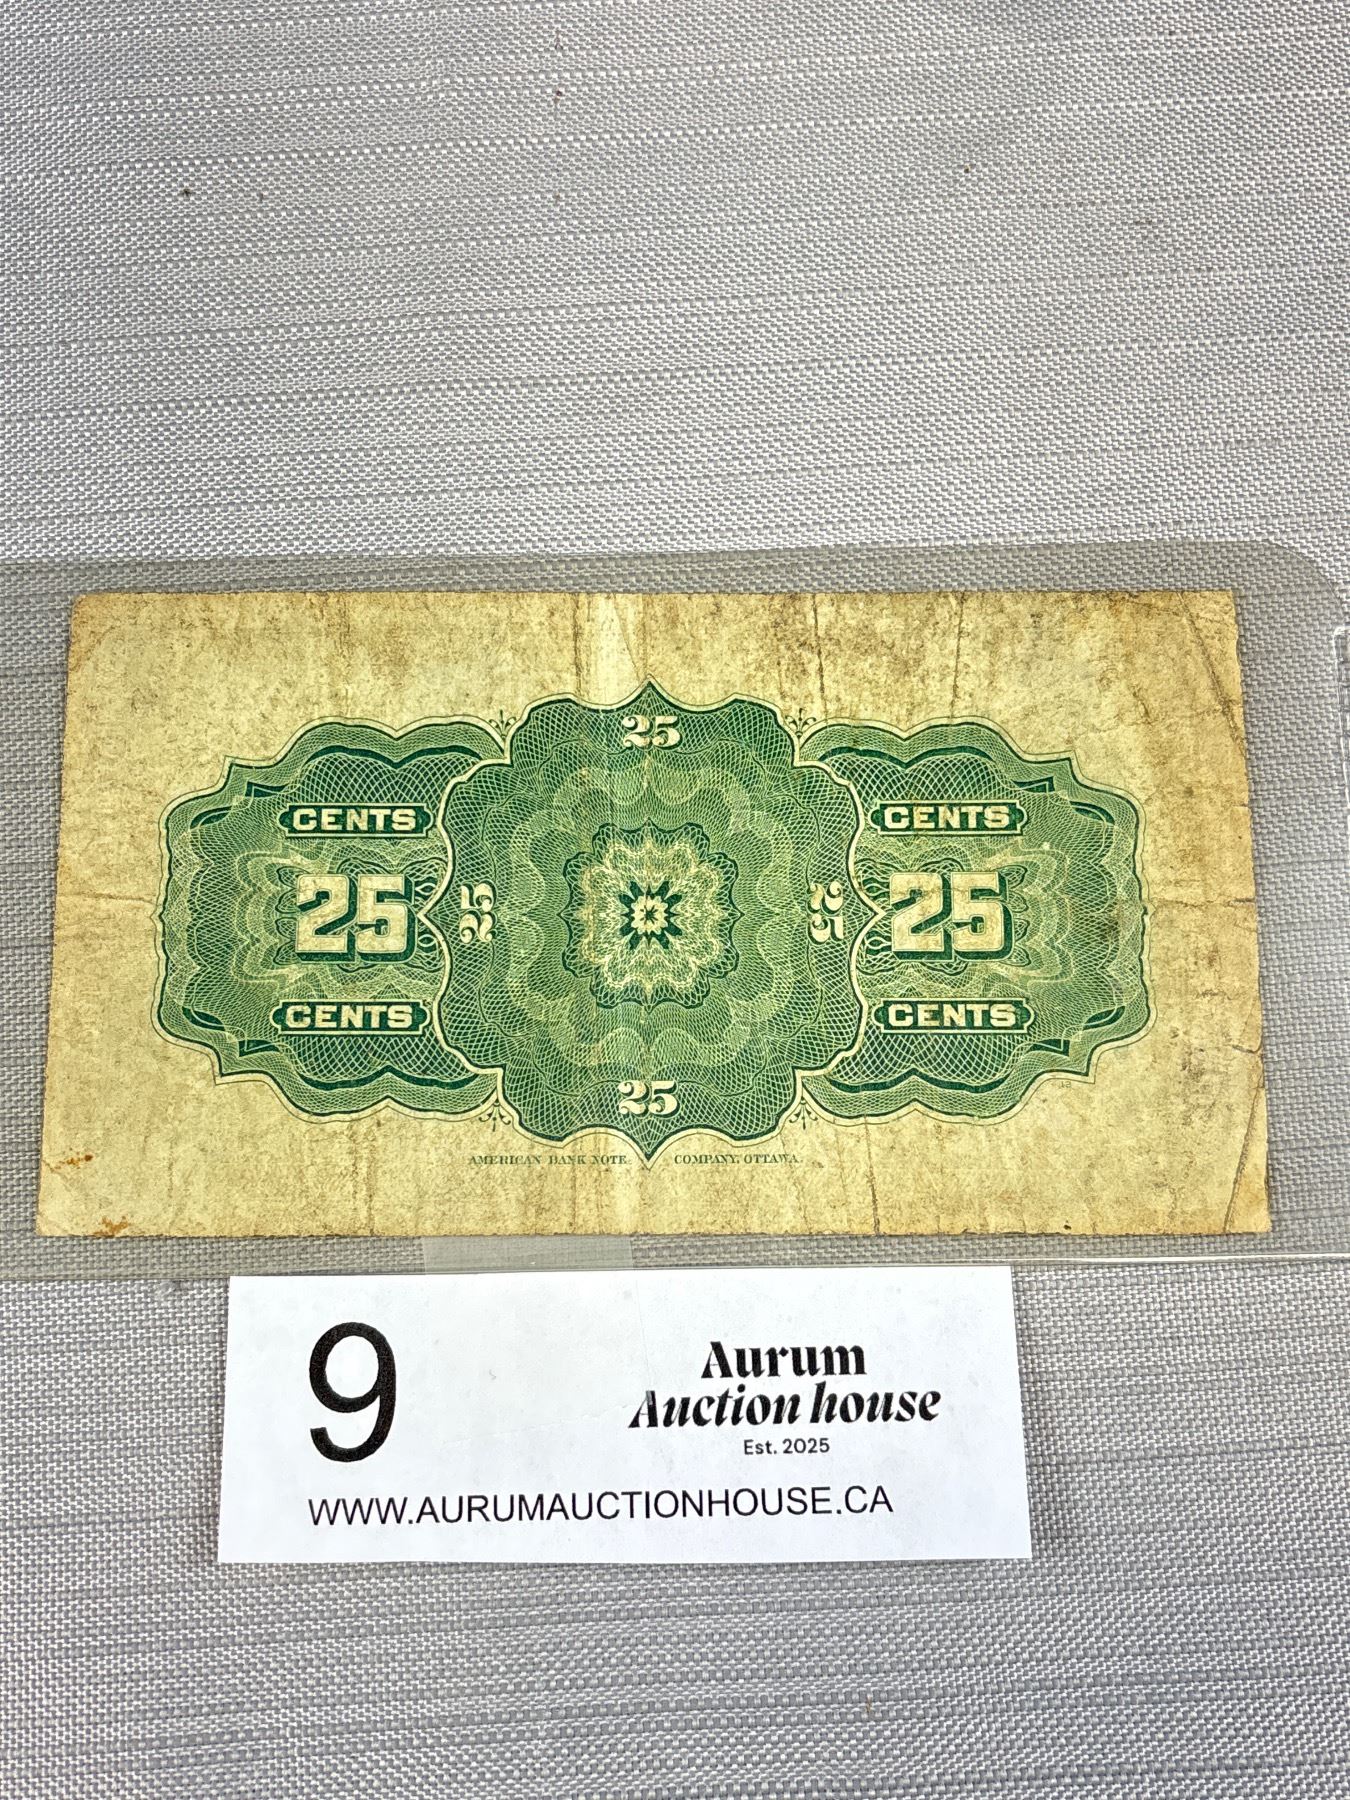 25
CENTS CENTS
25 25 25 25
CENTS CENTS
25
AMERICAN BANK NOTE COMPANY, OTTAWA.
9
Aurum
Auction house
Est. 2025
WWW.AURUMAUCTIONHOUSE.CA